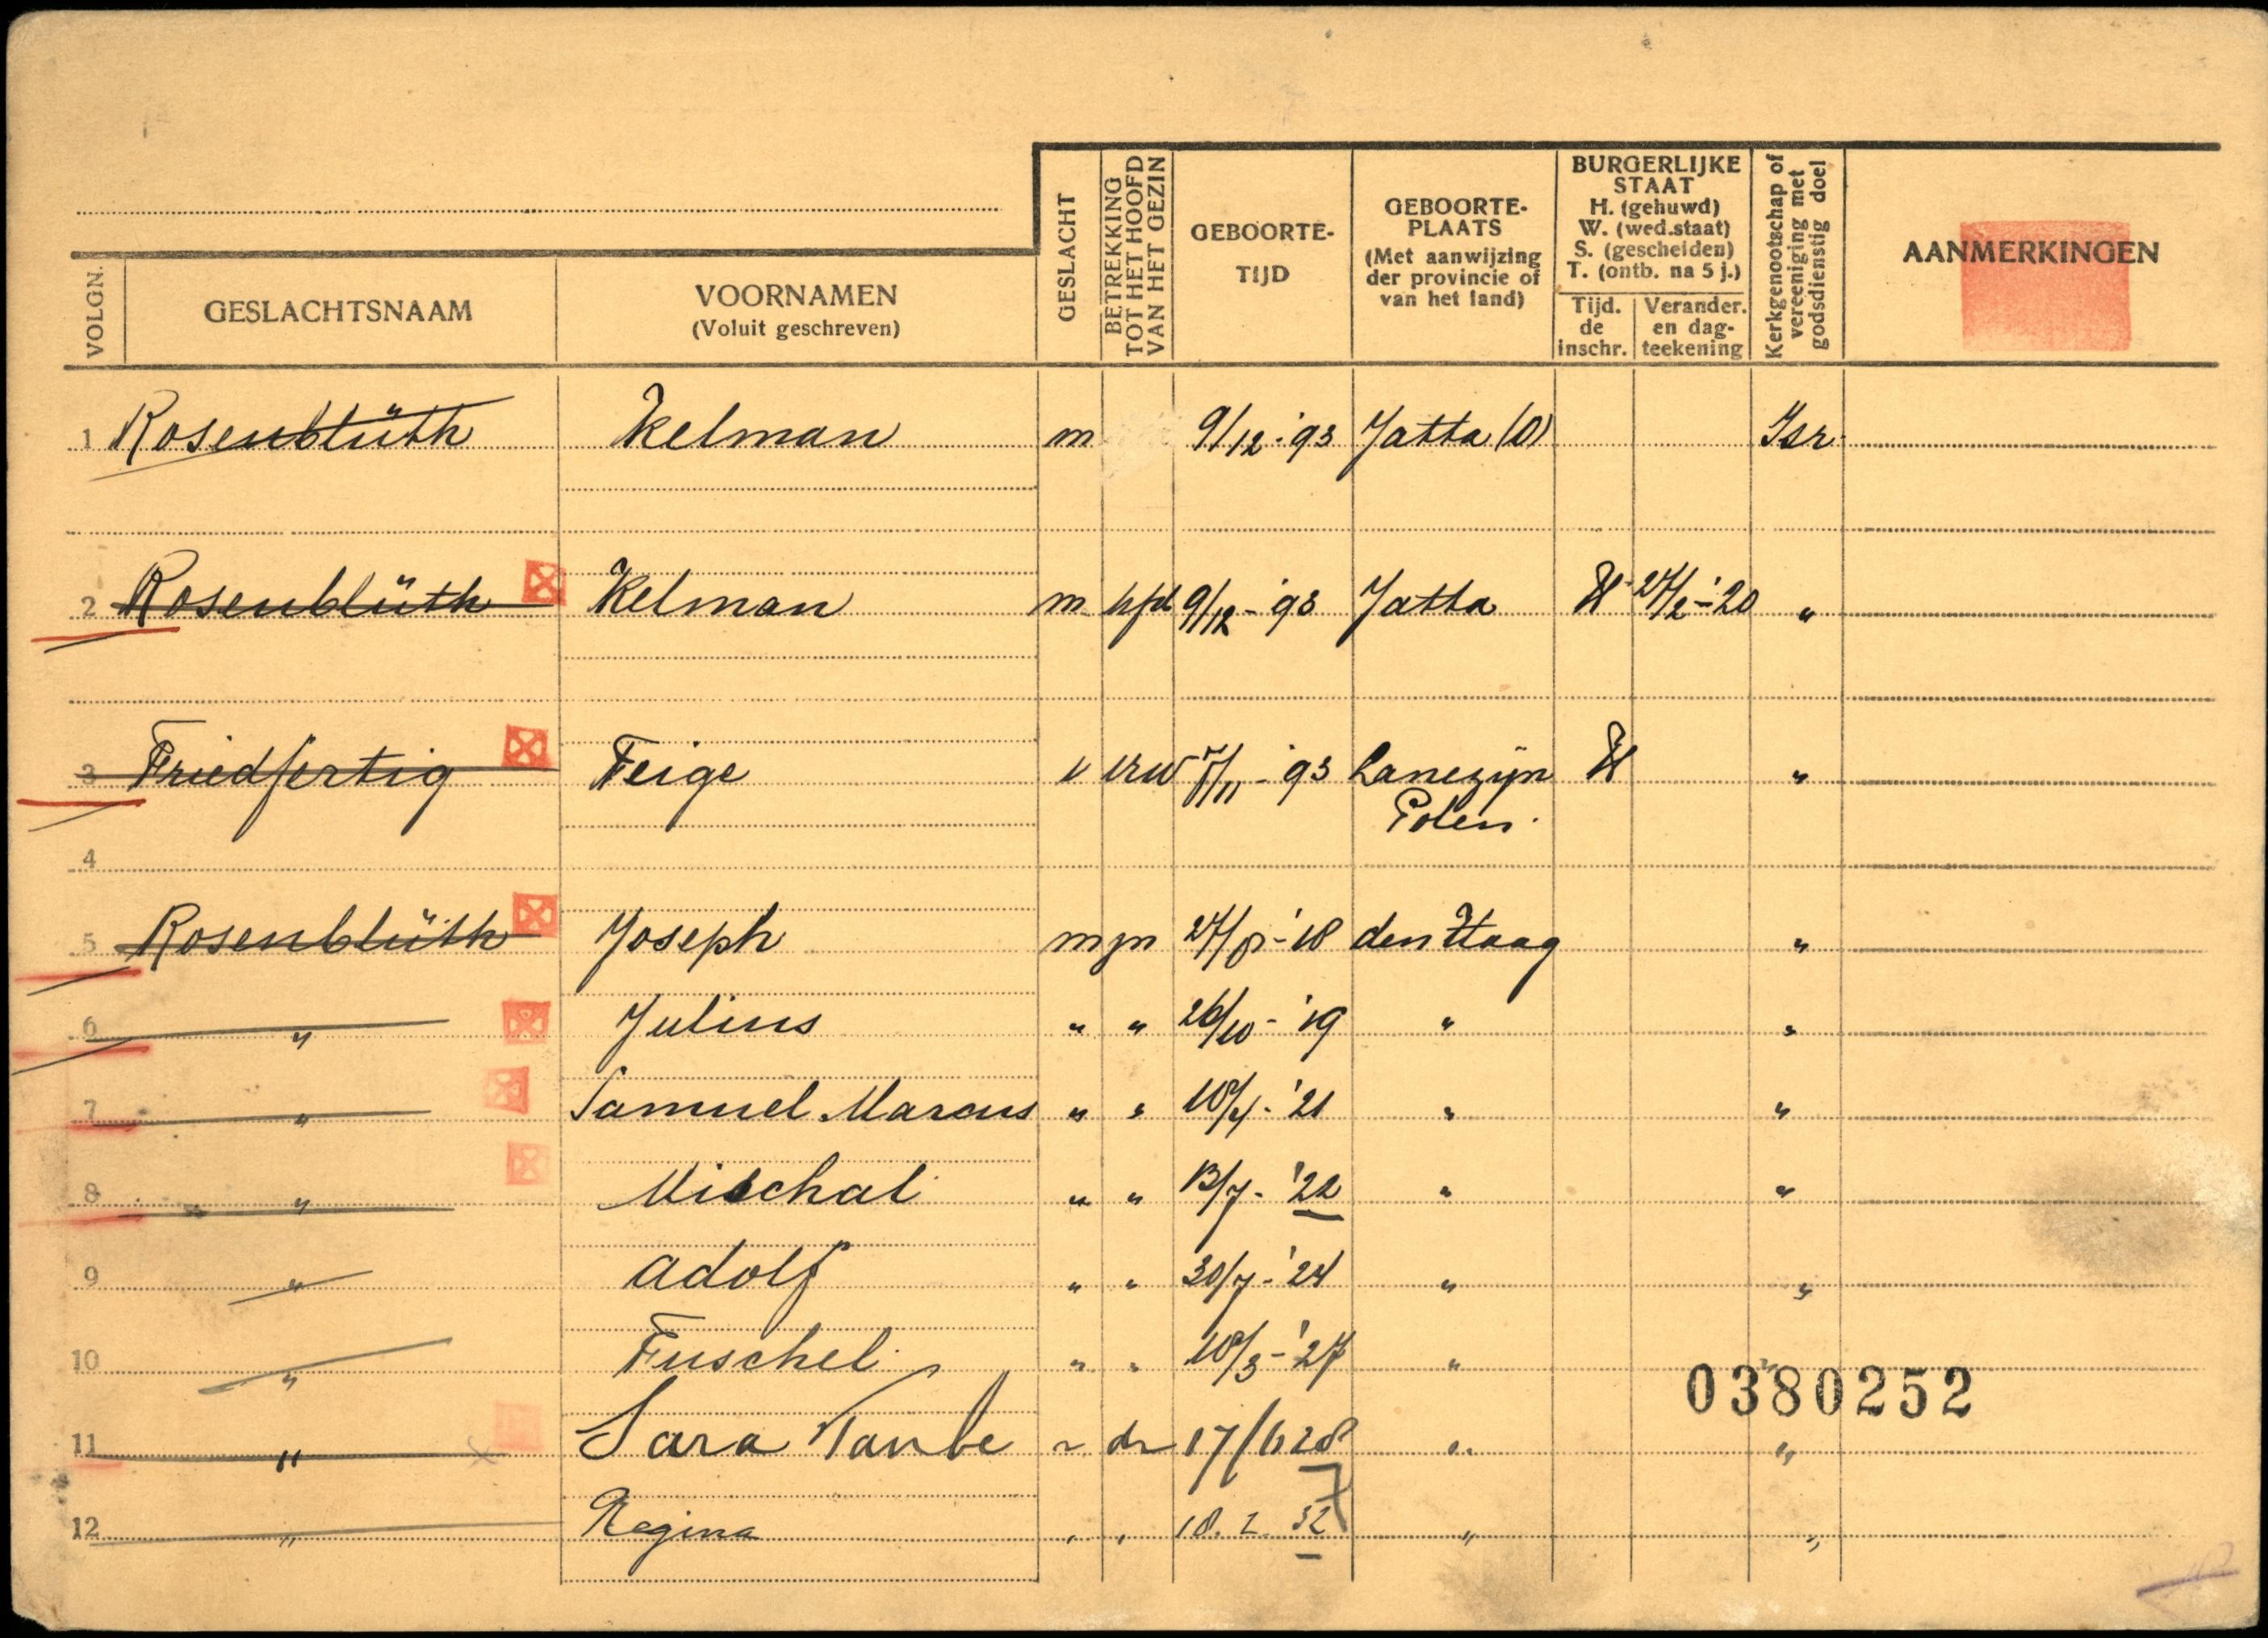 VOLGN.
GESLACHTSNAAM
VOORNAMEN
(Voluit geschreven)
GESLACHT
BETREKKING
TOT HET HOOFD
VAN HET GEZIN
GEBOORTE-
TIJD
GEBOORTE-
PLAATS
(Met aanwijzing
der provincie of
van het land)
BURGERLIJKE
STAAT
H. (gehuwd)
W. (wed.staat)
S. (gescheiden)
T. (ontb. na 5 j.)
Tijd.
de
inschr.
Verander.
en dag-
teekening
Kerkgenootschap of
vereeniging met
godsdienstig doel
AANMERKINGEN
1 Rosenblüth Kelman m 9/12-'93 Jatta (O) Isr.
2 Rosenblüth Kelman m hfd 9/12-'93 Jatta H 27/2-'20 "
3 Friedfertig Feige v vrw 7/11-'93 Lanezyn H "
Polen.
4
5 Rosenblüth Joseph m zn 27/8-'18 den Haag "
6 " Julius " " 26/10-'19 " "
7 " Samuel Marcus " " 10/4-'21 " "
8 " Mischal " " 13/7-'22 " "
9 " Adolf " " 30/7-'24 " "
10 " Fuschel " " 10/3-'27 " "
0380252
11 " Sara Taube v dr 17/6 28 " "
12 " Regina " " 18.2.32 " "